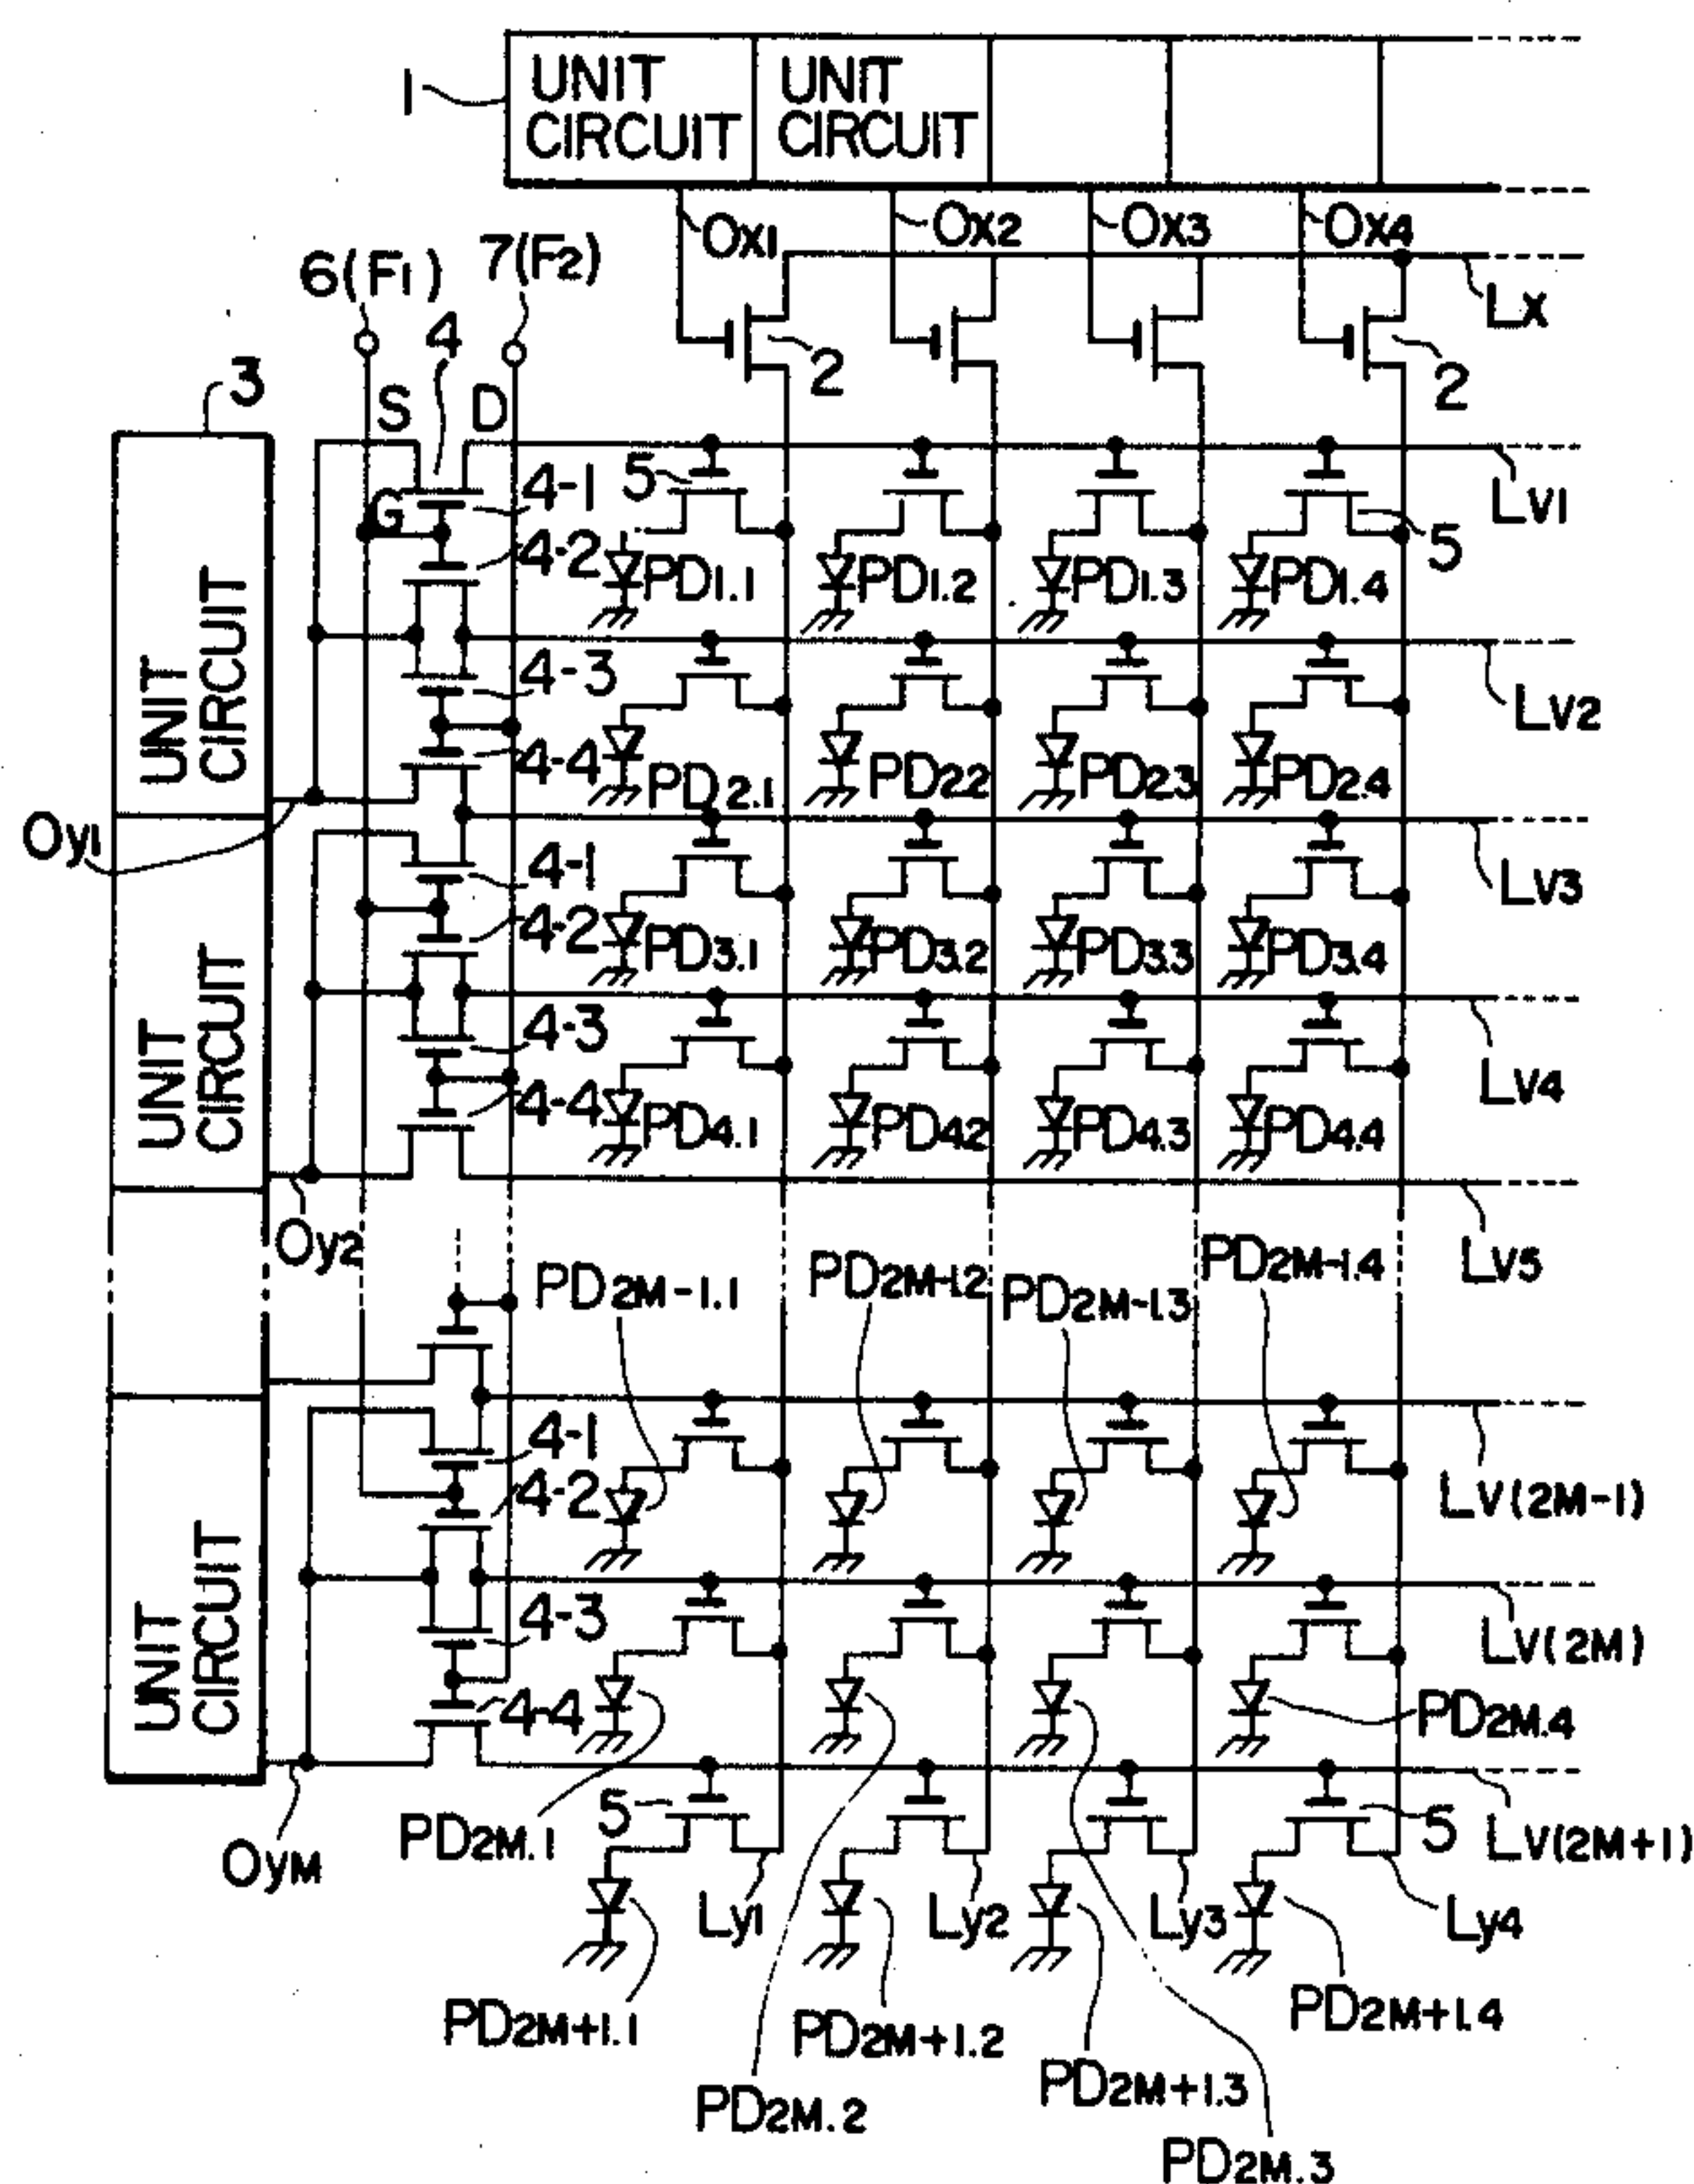 1
UNIT CIRCUIT
UNIT CIRCUIT
Ox1
Ox2
Ox3
Ox4
6(F1)
7(F2)
Lx
4
2
2
3
S
D
G
4-1
5
Lv1
5
4-2
PD1.1
PD1.2
PD1.3
PD1.4
UNIT CIRCUIT
4-3
Lv2
4-4
PD2.1
PD2.2
PD2.3
PD2.4
Oy1
4-1
Lv3
4-2
PD3.1
PD3.2
PD3.3
PD3.4
UNIT CIRCUIT
4-3
Lv4
4-4
PD4.1
PD4.2
PD4.3
PD4.4
Oy2
Lv5
PD2M-1.1
PD2M-1.2
PD2M-1.3
PD2M-1.4
4-1
4-2
Lv(2M-1)
UNIT CIRCUIT
4-3
Lv(2M)
4-4
PD2M.4
5
5
Lv(2M+1)
PD2M.1
OyM
Ly1
Ly2
Ly3
Ly4
PD2M+1.1
PD2M+1.2
PD2M+1.3
PD2M+1.4
PD2M.2
PD2M.3